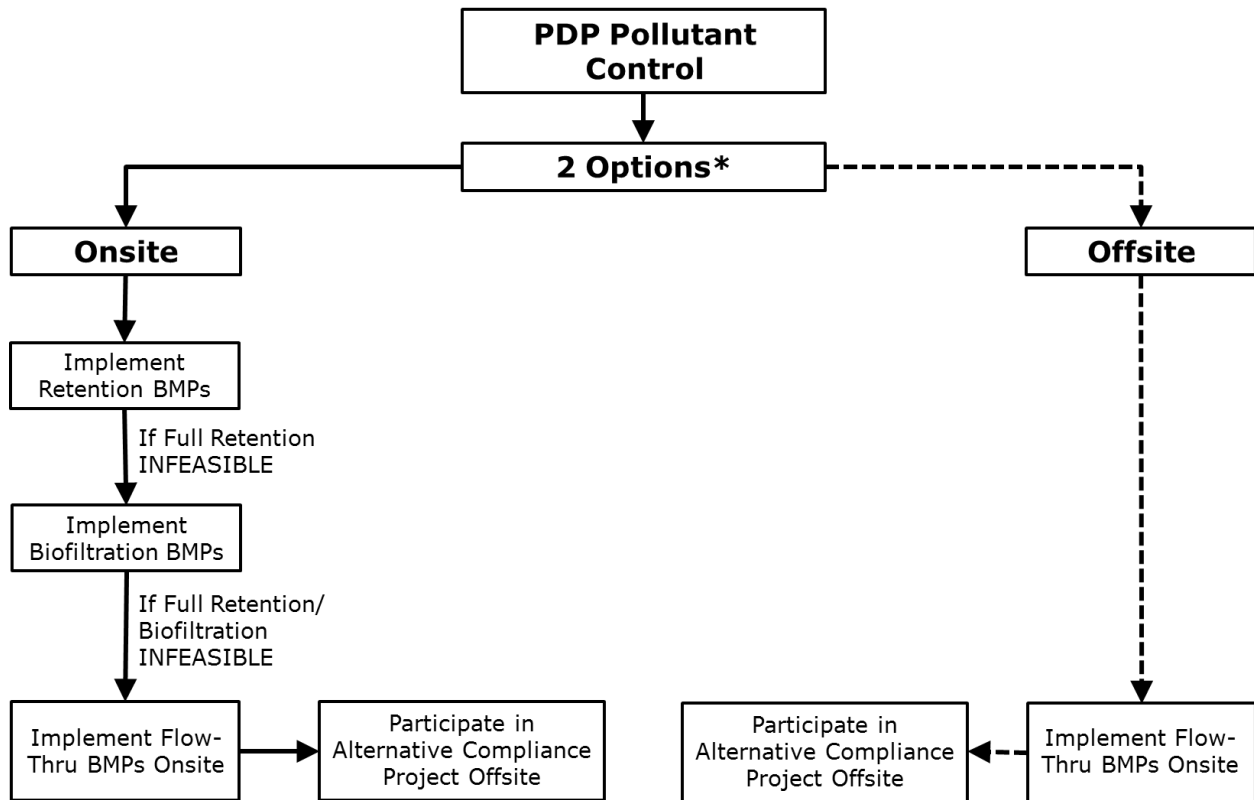 PDP Pollutant
Control
2 Options*
Onsite
Offsite
Implement
Retention BMPs
If Full Retention
INFEASIBLE
Implement
Biofiltration BMPs
If Full Retention/
Biofiltration
INFEASIBLE
Implement Flow-
Thru BMPs Onsite
Participate in
Alternative Compliance
Project Offsite
Participate in
Alternative Compliance
Project Offsite
Implement Flow-
Thru BMPs Onsite